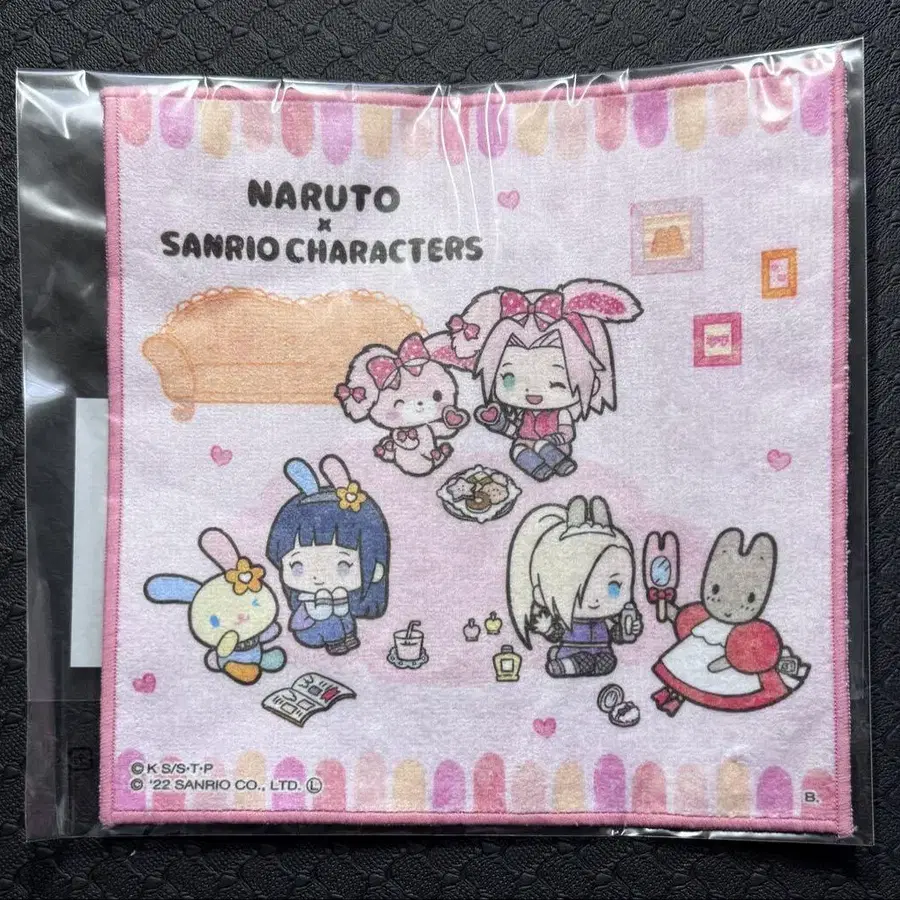 NARUTO
×
SANRIO CHARACTERS
©K S/S・T・P
© '22 SANRIO CO., LTD. Ⓛ
B.